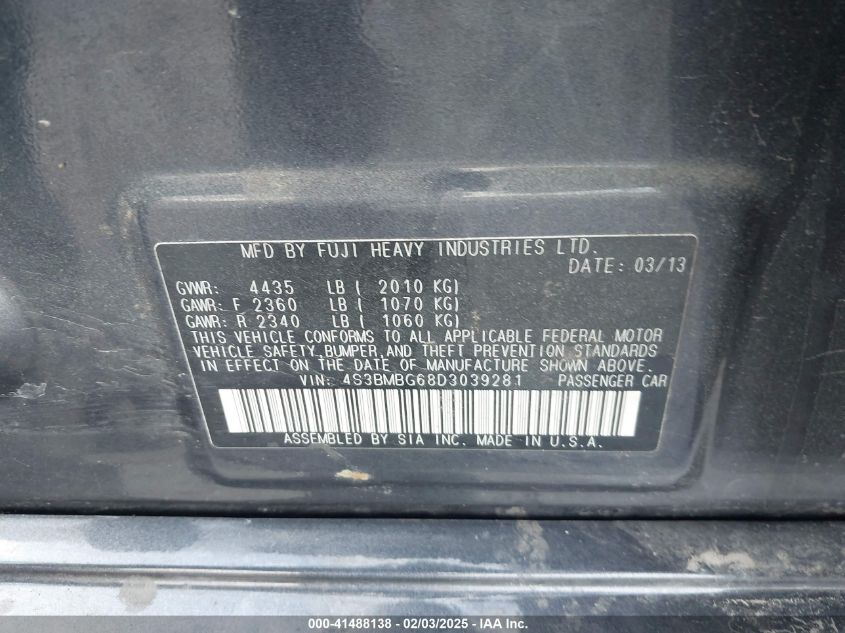 MFD BY FUJI HEAVY INDUSTRIES LTD.
DATE: 03/13
GVWR: 4435 LB ( 2010 KG)
GAWR: F 2360 LB ( 1070 KG)
GAWR: R 2340 LB ( 1060 KG)
THIS VEHICLE CONFORMS TO ALL APPLICABLE FEDERAL MOTOR
VEHICLE SAFETY, BUMPER, AND THEFT PREVENTION STANDARDS
IN EFFECT ON THE DATE OF MANUFACTURE SHOWN ABOVE.
VIN: 4S3BMBG68D3039281 PASSENGER CAR
ASSEMBLED BY SIA INC. MADE IN U.S.A.
000-41488138 - 02/03/2025 - IAA Inc.